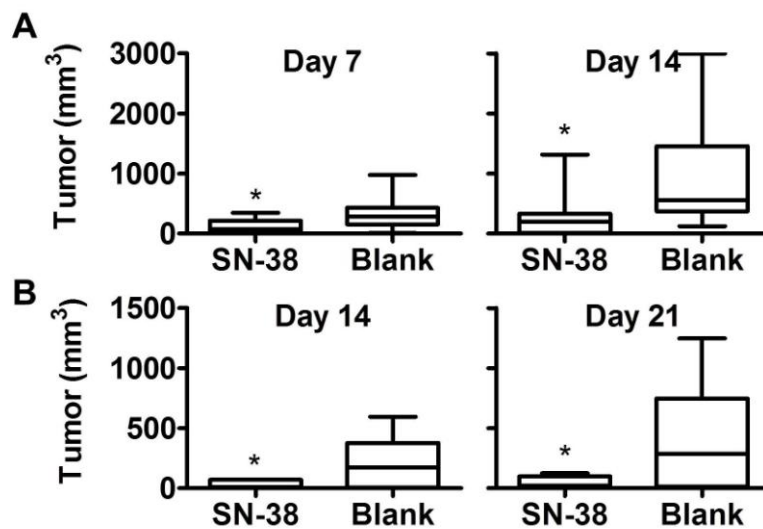 A
Tumor (mm³)
3000
2000
1000
0
Day 7
*
SN-38
Blank
Day 14
*
SN-38
Blank
B
Tumor (mm³)
1500
1000
500
0
Day 14
*
SN-38
Blank
Day 21
*
SN-38
Blank